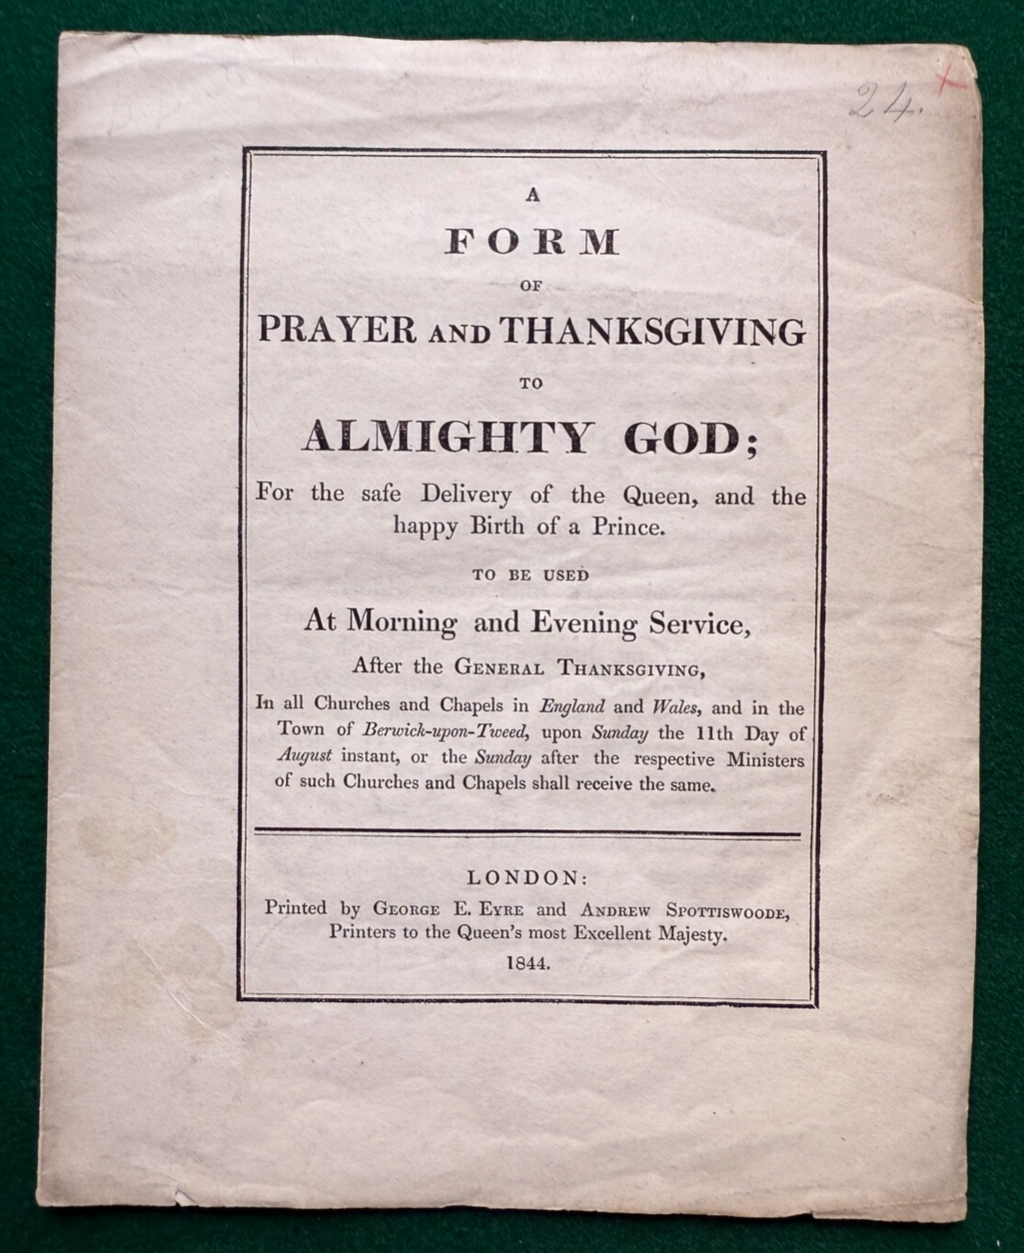 24.
A
FORM
OF
PRAYER AND THANKSGIVING
TO
ALMIGHTY GOD;
For the safe Delivery of the Queen, and the
happy Birth of a Prince.
TO BE USED
At Morning and Evening Service,
After the GENERAL THANKSGIVING,
In all Churches and Chapels in England and Wales, and in the
Town of Berwick-upon-Tweed, upon Sunday the 11th Day of
August instant, or the Sunday after the respective Ministers
of such Churches and Chapels shall receive the same.
LONDON:
Printed by GEORGE E. EYRE and ANDREW SPOTTISWOODE,
Printers to the Queen's most Excellent Majesty.
1844.